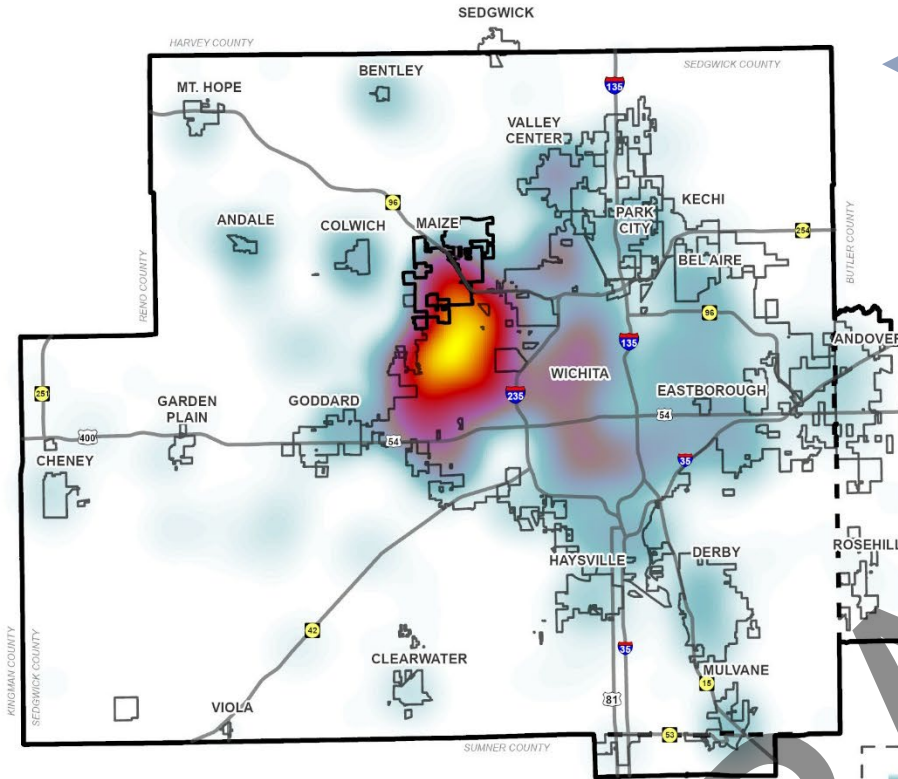 SEDGWICK
HARVEY COUNTY
SEDGWICK COUNTY
BENTLEY
MT. HOPE
135
VALLEY
CENTER
96
KECHI
PARK
CITY
ANDALE
COLWICH
MAIZE
254
BEL AIRE
BUTLER COUNTY
RENO COUNTY
96
135
ANDOVER
WICHITA
251
GARDEN
PLAIN
GODDARD
235
EASTBOROUGH
54
400
54
35
CHENEY
HAYSVILLE
DERBY
ROSEHILL
42
CLEARWATER
35
MULVANE
KINGMAN COUNTY
SEDGWICK COUNTY
81
15
VIOLA
53
SUMNER COUNTY